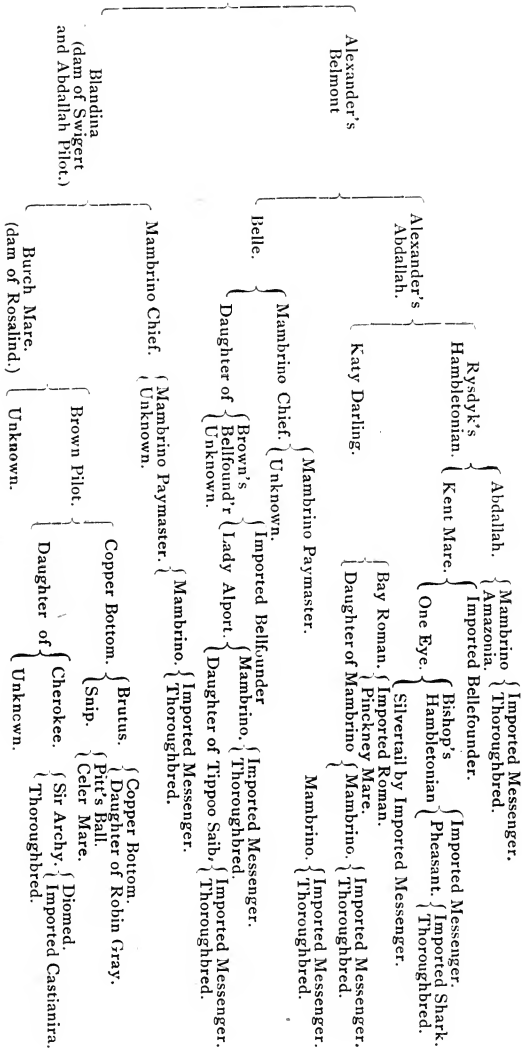 Alexander's
Belmont
Blandina
(dam of Swigert
and Abdallah Pilot.)
Alexander's
Abdallah.
Belle.
Mambrino Chief.
Burch Mare.
(dam of Rosalind.)
Rysdyk's
Hambletonian.
Katy Darling.
Mambrino Chief.
Daughter of
Mambrino Paymaster.
Unknown.
Brown Pilot.
Unknown.
Abdallah.
Kent Mare.
Bay Roman.
Daughter of Mambrino
Mambrino Paymaster.
Unknown.
Brown's
Bellfound'r
Unknown.
Mambrino.
Copper Bottom.
Daughter of
Mambrino
Amazonia.
Imported Bellefounder.
One Eye.
Imported Roman.
Pinckney Mare.
Mambrino.
Mambrino.
Imported Bellfounder
Lady Alport.
Imported Messenger.
Thoroughbred.
Brutus.
Snip.
Cherokee.
Unkncwn.
Imported Messenger.
Thoroughbred.
Bishop's
Hambletonian
Silvertail by Imported Messenger.
Imported Messenger.
Thoroughbred.
Imported Messenger.
Thoroughbred.
Mambrino.
Daughter of Tippoo Saib,
Copper Bottom.
Daughter of Robin Gray.
Pitt's Ball.
Celer Mare.
Sir Archy.
Thoroughbred.
Imported Messenger.
Pheasant.
Imported Messenger.
Thoroughbred.
Imported Messenger.
Thoroughbred.
Diomed.
Imported Castianira.
Imported Shark.
Thoroughbred.